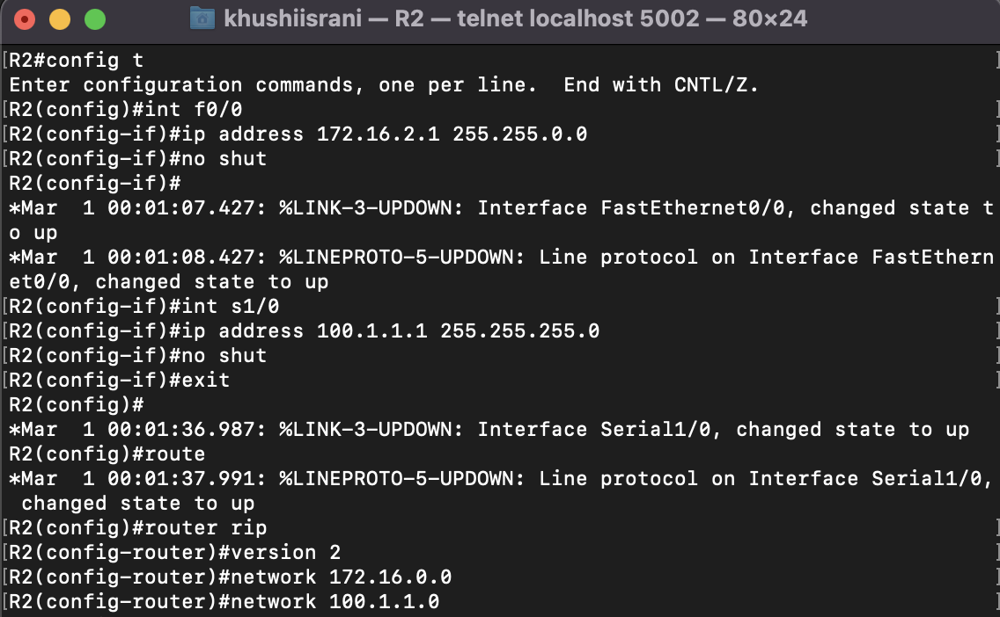 khushiisrani — R2 — telnet localhost 5002 — 80×24
[R2#config t ]
Enter configuration commands, one per line.  End with CNTL/Z.
[R2(config)#int f0/0 ]
[R2(config-if)#ip address 172.16.2.1 255.255.0.0 ]
[R2(config-if)#no shut ]
R2(config-if)#
*Mar  1 00:01:07.427: %LINK-3-UPDOWN: Interface FastEthernet0/0, changed state t
o up
*Mar  1 00:01:08.427: %LINEPROTO-5-UPDOWN: Line protocol on Interface FastEthern
et0/0, changed state to up
[R2(config-if)#int s1/0 ]
[R2(config-if)#ip address 100.1.1.1 255.255.255.0 ]
[R2(config-if)#no shut ]
[R2(config-if)#exit ]
R2(config)#
*Mar  1 00:01:36.987: %LINK-3-UPDOWN: Interface Serial1/0, changed state to up
R2(config)#route
*Mar  1 00:01:37.991: %LINEPROTO-5-UPDOWN: Line protocol on Interface Serial1/0,
 changed state to up
[R2(config)#router rip ]
[R2(config-router)#version 2 ]
[R2(config-router)#network 172.16.0.0 ]
[R2(config-router)#network 100.1.1.0 ]